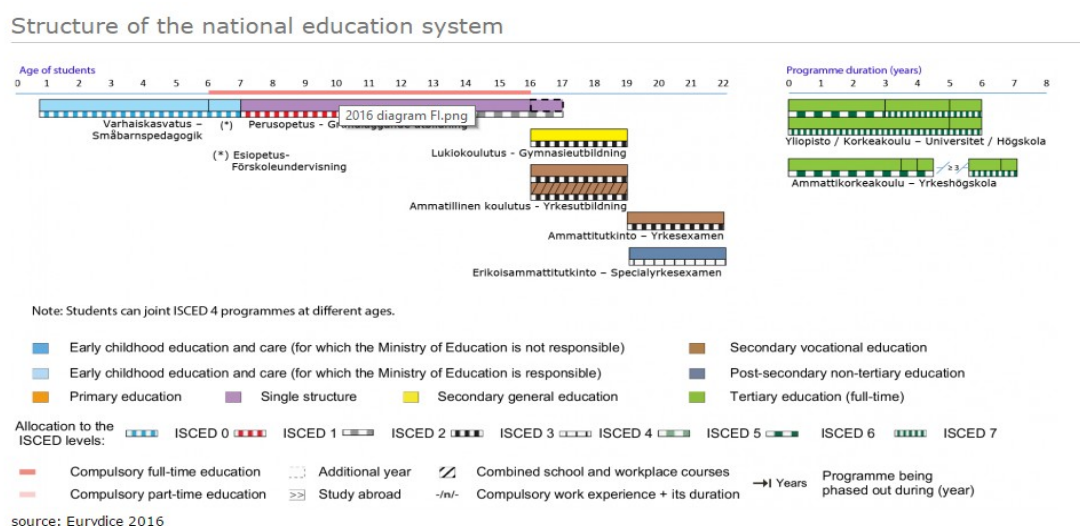 Structure of the national education system
Age of students
0 1 2 3 4 5 6 7 8 9 10 11 12 13 14 15 16 17 18 19 20 21 22
Programme duration (years)
0 1 2 3 4 5 6 7 8
Varhaiskasvatus –
Småbarnspedagogik
(*) Perusopetus -
2016 diagram FI.png
(*) Esiopetus-
Förskoleundervisning
Lukiokoulutus - Gymnasieutbildning
Ammatillinen koulutus - Yrkesutbildning
Ammattitutkinto – Yrkesexamen
Erikoisammattitutkinto – Specialyrkesexamen
Yliopisto / Korkeakoulu – Universitet / Högskola
≥ 3
Ammattikorkeakoulu – Yrkeshögskola
Note: Students can joint ISCED 4 programmes at different ages.
Early childhood education and care (for which the Ministry of Education is not responsible)
Secondary vocational education
Early childhood education and care (for which the Ministry of Education is responsible)
Post-secondary non-tertiary education
Primary education
Single structure
Secondary general education
Tertiary education (full-time)
Allocation to the
ISCED levels:
ISCED 0
ISCED 1
ISCED 2
ISCED 3
ISCED 4
ISCED 5
ISCED 6
ISCED 7
Compulsory full-time education
Additional year
Combined school and workplace courses
Years
Programme being
phased out during (year)
Compulsory part-time education
>> Study abroad
-/n/- Compulsory work experience + its duration
source: Eurydice 2016